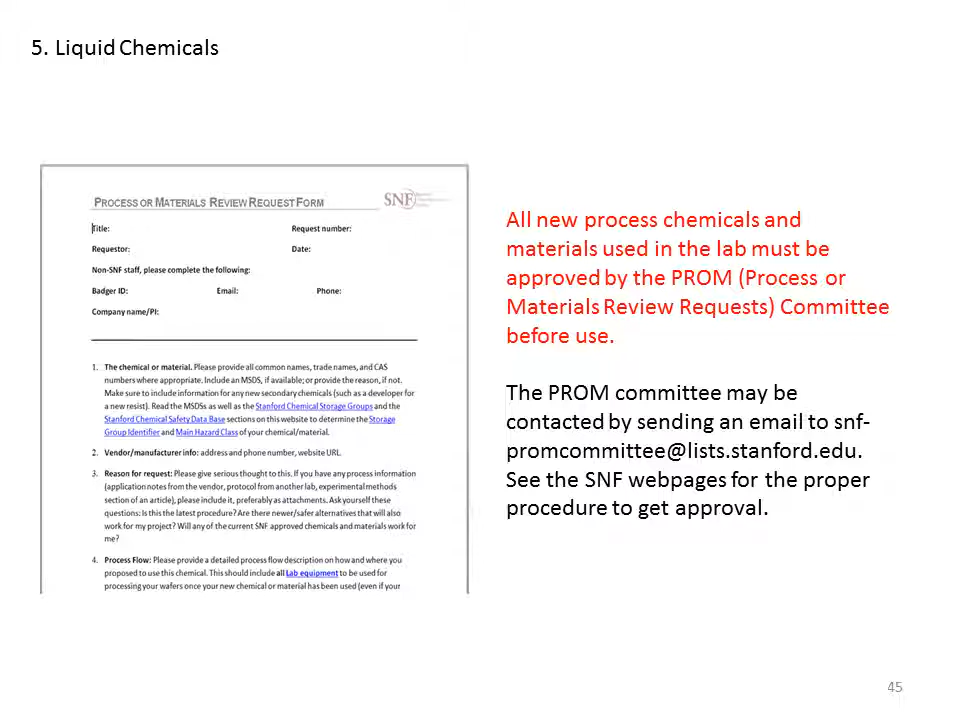 5. Liquid Chemicals
PROCESS OR MATERIALS REVIEW REQUEST FORM
SNF
Title:
Request number:
Requestor:
Date:
Non-SNF staff, please complete the following:
Badger ID:
Email:
Phone:
Company name/PI:
1. The chemical or material. Please provide all common names, trade names, and CAS
numbers where appropriate. Include an MSDS, if available; or provide the reason, if not.
Make sure to include information for any new secondary chemicals (such as a developer for
a new resist). Read the MSDSs as well as the Stanford Chemical Storage Groups and the
Stanford Chemical Safety Data Base sections on this website to determine the Storage
Group Identifier and Main Hazard Class of your chemical/material.
2. Vendor/manufacturer info: address and phone number, website URL.
3. Reason for request: Please give serious thought to this. If you have any process information
(application notes from the vendor, protocol from another lab, experimental methods
section of an article), please include it, preferably as attachments. Ask yourself these
questions: Is this the latest procedure? Are there newer/safer alternatives that will also
work for my project? Will any of the current SNF approved chemicals and materials work for
me?
4. Process Flow: Please provide a detailed process flow description on how and where you
proposed to use this chemical. This should include all Lab equipment to be used for
processing your wafers once your new chemical or material has been used (even if your
All new process chemicals and
materials used in the lab must be
approved by the PROM (Process or
Materials Review Requests) Committee
before use.
The PROM committee may be
contacted by sending an email to snf-
promcommittee@lists.stanford.edu.
See the SNF webpages for the proper
procedure to get approval.
45